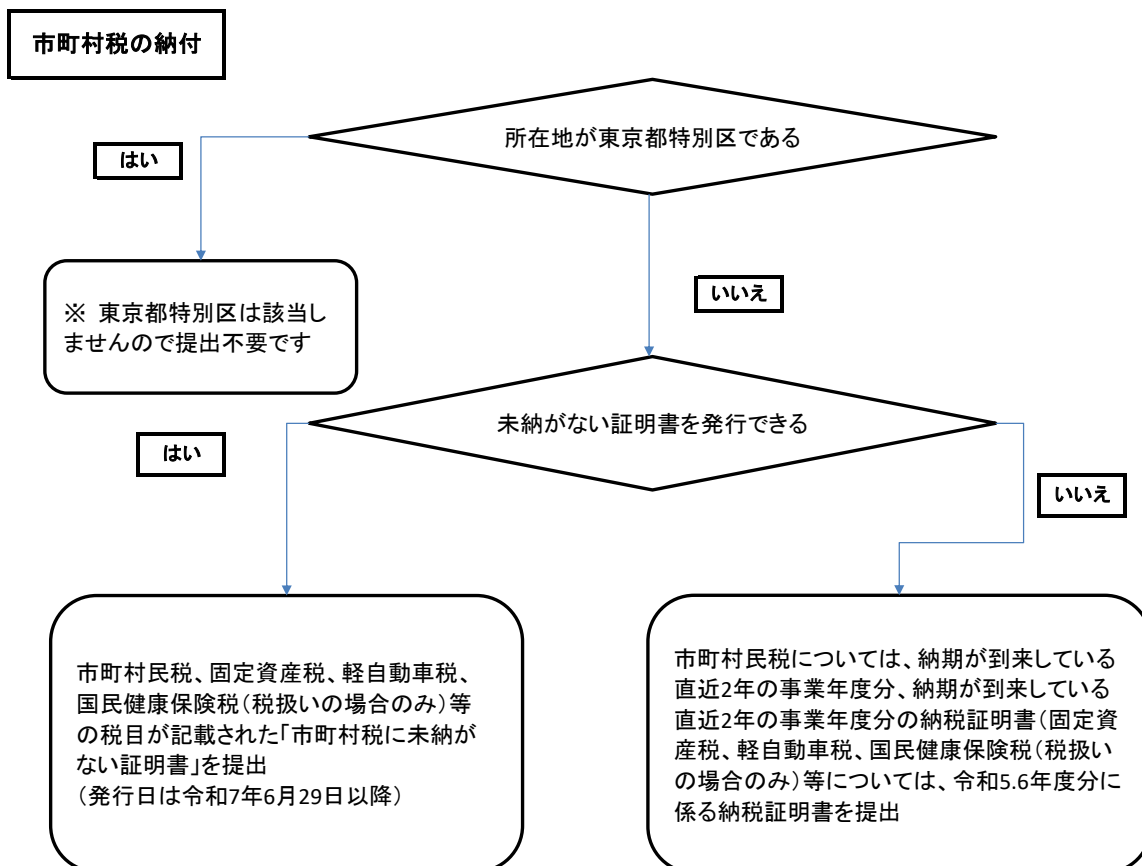 市町村税の納付
所在地が東京都特別区である
はい
※ 東京都特別区は該当し
ませんので提出不要です
いいえ
未納がない証明書を発行できる
はい
いいえ
市町村民税、固定資産税、軽自動車税、
国民健康保険税(税扱いの場合のみ)等
の税目が記載された「市町村税に未納が
ない証明書」を提出
(発行日は令和7年6月29日以降)
市町村民税については、納期が到来している
直近2年の事業年度分、納期が到来している
直近2年の事業年度分の納税証明書(固定資
産税、軽自動車税、国民健康保険税(税扱い
の場合のみ)等については、令和5.6年度分に
係る納税証明書を提出